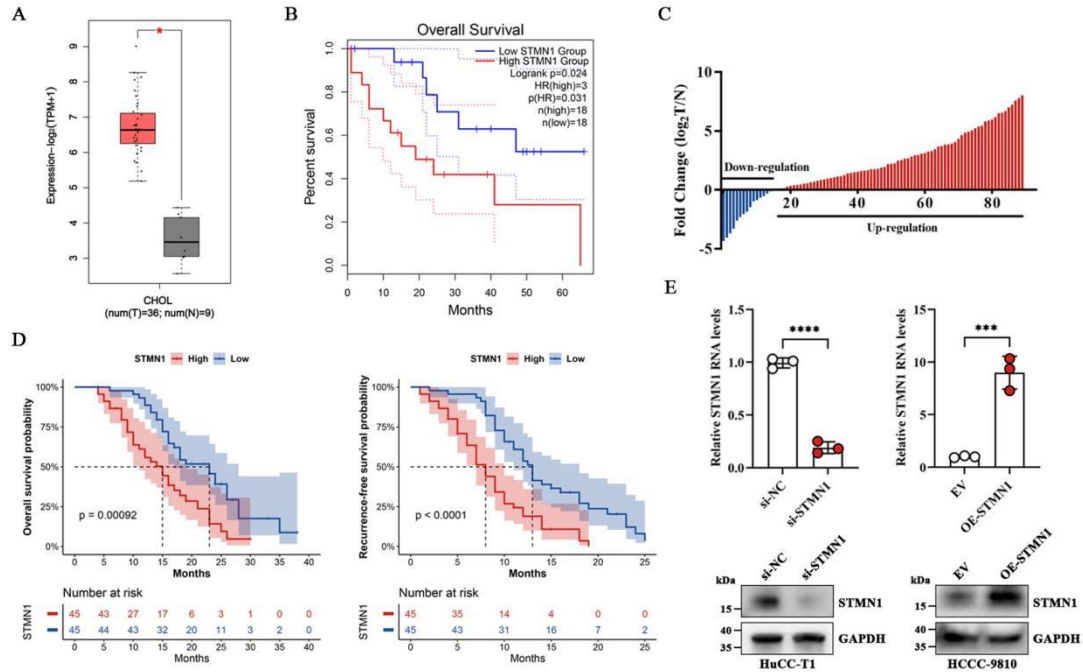 A
*
Expression-log₂(TPM+1)
9
8
7
6
5
4
3
CHOL
(num(T)=36; num(N)=9)
B
Overall Survival
Low STMN1 Group
High STMN1 Group
Logrank p=0.024
HR(high)=3
p(HR)=0.031
n(high)=18
n(low)=18
Percent survival
1.0
0.8
0.6
0.4
0.2
0.0
0 10 20 30 40 50 60
Months
C
Fold Change (log₂T/N)
10
5
0
-5
Down-regulation
20 40 60 80
Up-regulation
D
STMN1 High Low
Overall survival probability
100%
75%
50%
25%
0%
p = 0.00092
0 5 10 15 20 25 30 35 40
Months
Number at risk
STMN1
45 43 27 17 6 3 1 0 0
45 44 43 32 20 11 3 2 0
0 5 10 15 20 25 30 35 40
Months
STMN1 High Low
Recurrence-free survival probability
100%
75%
50%
25%
0%
p < 0.0001
0 5 10 15 20 25
Months
Number at risk
STMN1
45 35 14 4 0 0
45 43 31 16 7 2
0 5 10 15 20 25
Months
E
Relative STMN1 RNA levels
1.5
1.0
0.5
0.0
****
si-NC
si-STMN1
Relative STMN1 RNA levels
15
10
5
0
***
EV
OE-STMN1
kDa
si-NC
si-STMN1
15
STMN1
40
35
GAPDH
HuCC-T1
kDa
EV
OE-STMN1
15
STMN1
40
35
GAPDH
HCCC-9810